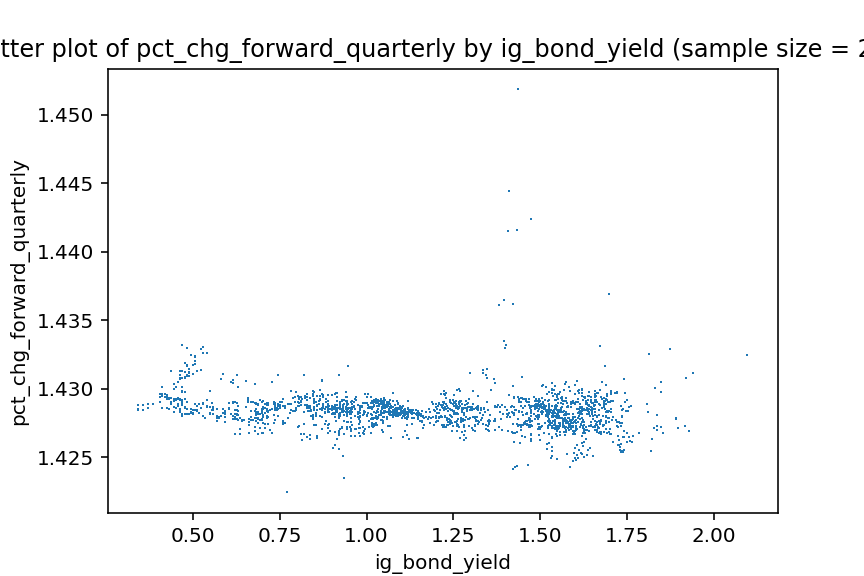 tter plot of pct_chg_forward_quarterly by ig_bond_yield (sample size = 2
1.450
1.445
1.440
1.435
1.430
1.425
pct_chg_forward_quarterly
0.50 0.75 1.00 1.25 1.50 1.75 2.00
ig_bond_yield